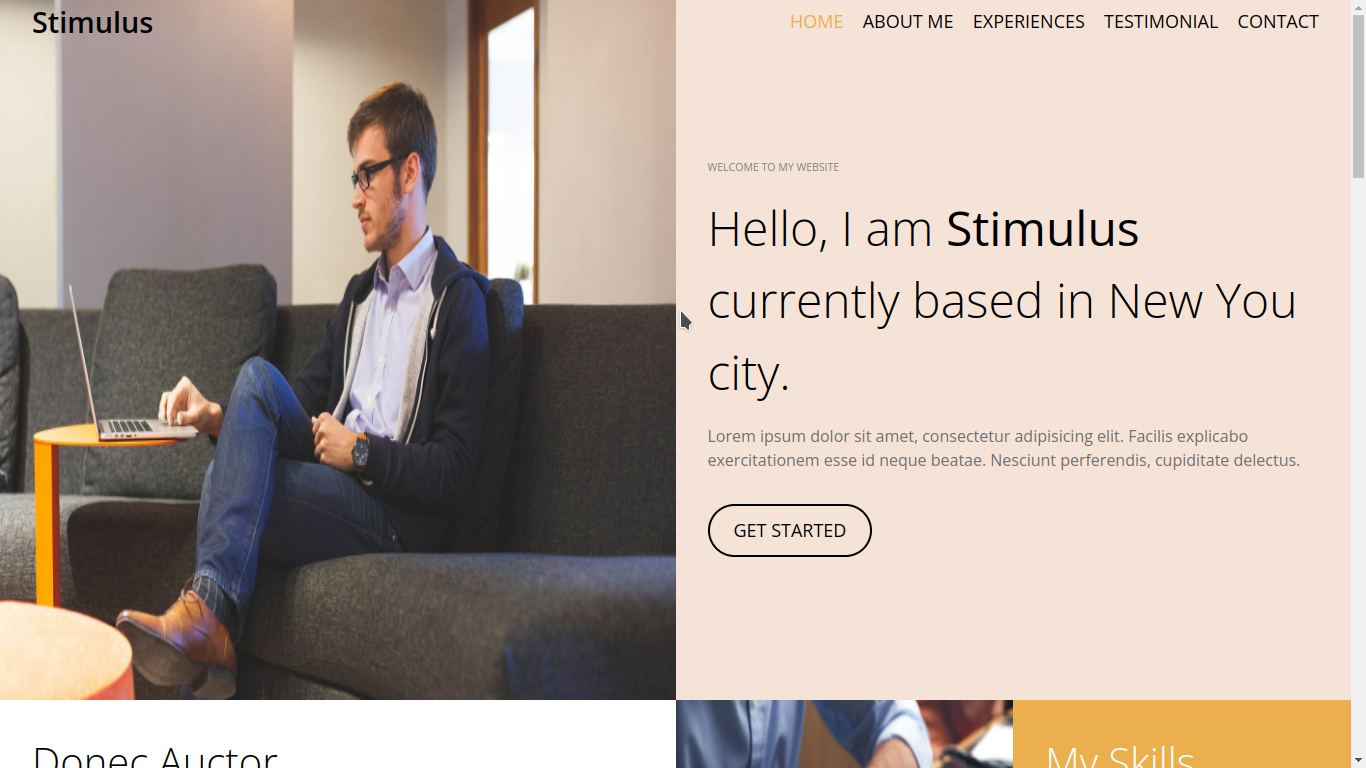 Stimulus
HOME ABOUT ME EXPERIENCES TESTIMONIAL CONTACT
WELCOME TO MY WEBSITE
Hello, I am Stimulus
currently based in New You
city.
Lorem ipsum dolor sit amet, consectetur adipisicing elit. Facilis explicabo
exercitationem esse id neque beatae. Nesciunt perferendis, cupiditate delectus.
GET STARTED
Donec Auctor
My Skills